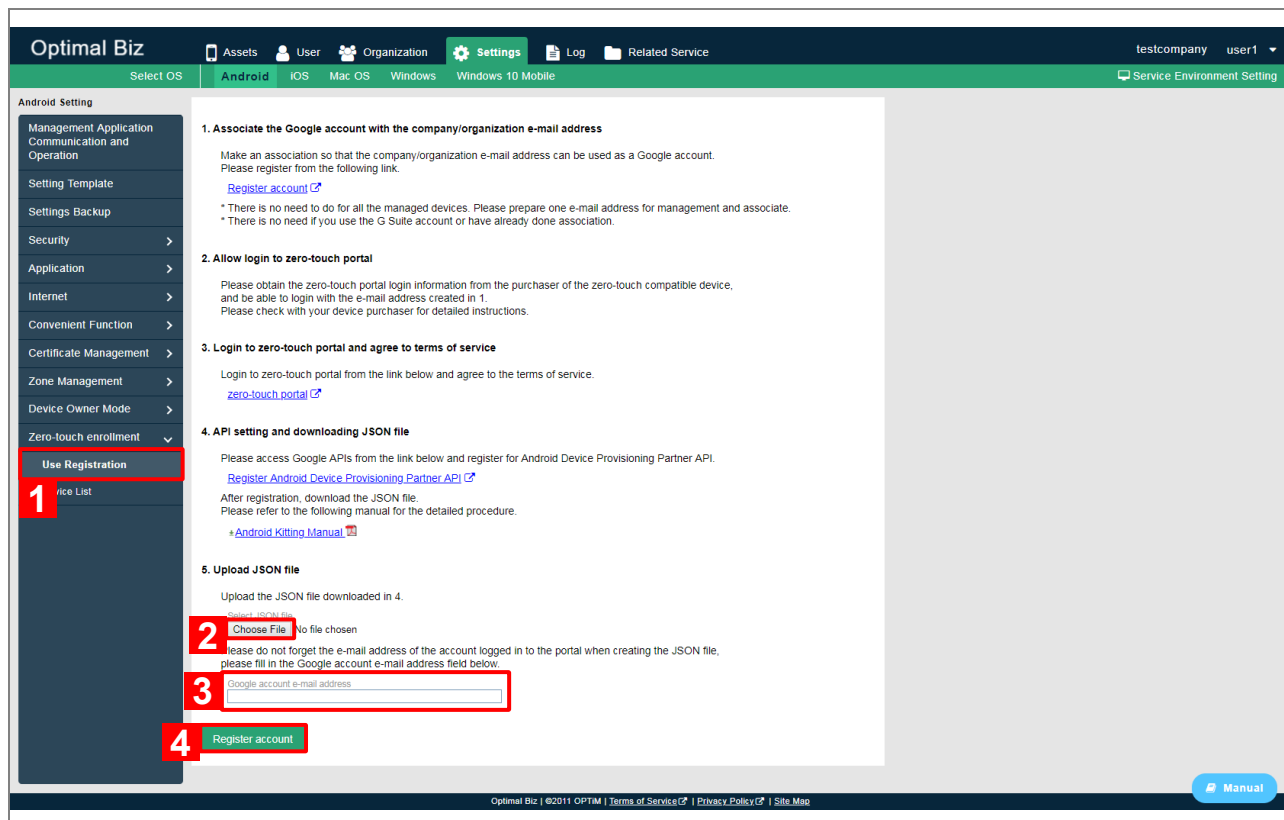 Optimal Biz
Assets User Organization Settings Log Related Service
testcompany user1
Select OS Android iOS Mac OS Windows Windows 10 Mobile
Service Environment Setting
Android Setting
Management Application
Communication and
Operation
Setting Template
Settings Backup
Security
Application
Internet
Convenient Function
Certificate Management
Zone Management
Device Owner Mode
Zero-touch enrollment
Use Registration
1
vice List
1. Associate the Google account with the company/organization e-mail address
Make an association so that the company/organization e-mail address can be used as a Google account.
Please register from the following link.
Register account
* There is no need to do for all the managed devices. Please prepare one e-mail address for management and associate.
* There is no need if you use the G Suite account or have already done association.
2. Allow login to zero-touch portal
Please obtain the zero-touch portal login information from the purchaser of the zero-touch compatible device,
and be able to login with the e-mail address created in 1.
Please check with your device purchaser for detailed instructions.
3. Login to zero-touch portal and agree to terms of service
Login to zero-touch portal from the link below and agree to the terms of service.
zero-touch portal
4. API setting and downloading JSON file
Please access Google APIs from the link below and register for Android Device Provisioning Partner API.
Register Android Device Provisioning Partner API
After registration, download the JSON file.
Please refer to the following manual for the detailed procedure.
*Android Kitting Manual
5. Upload JSON file
Upload the JSON file downloaded in 4.
Select JSON file
2
Choose File No file chosen
lease do not forget the e-mail address of the account logged in to the portal when creating the JSON file,
please fill in the Google account e-mail address field below.
3
Google account e-mail address
4
Register account
Manual
Optimal Biz | ©2011 OPTiM | Terms of Service | Privacy Policy | Site Map